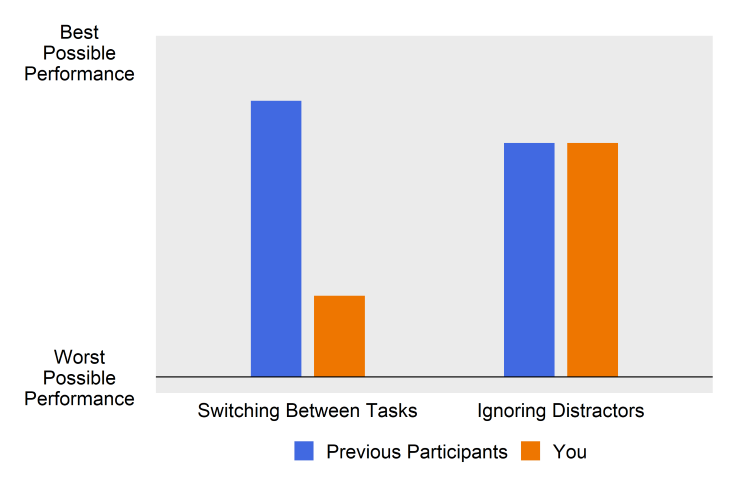 Best
Possible
Performance
Worst
Possible
Performance
Switching Between Tasks
Ignoring Distractors
Previous Participants
You